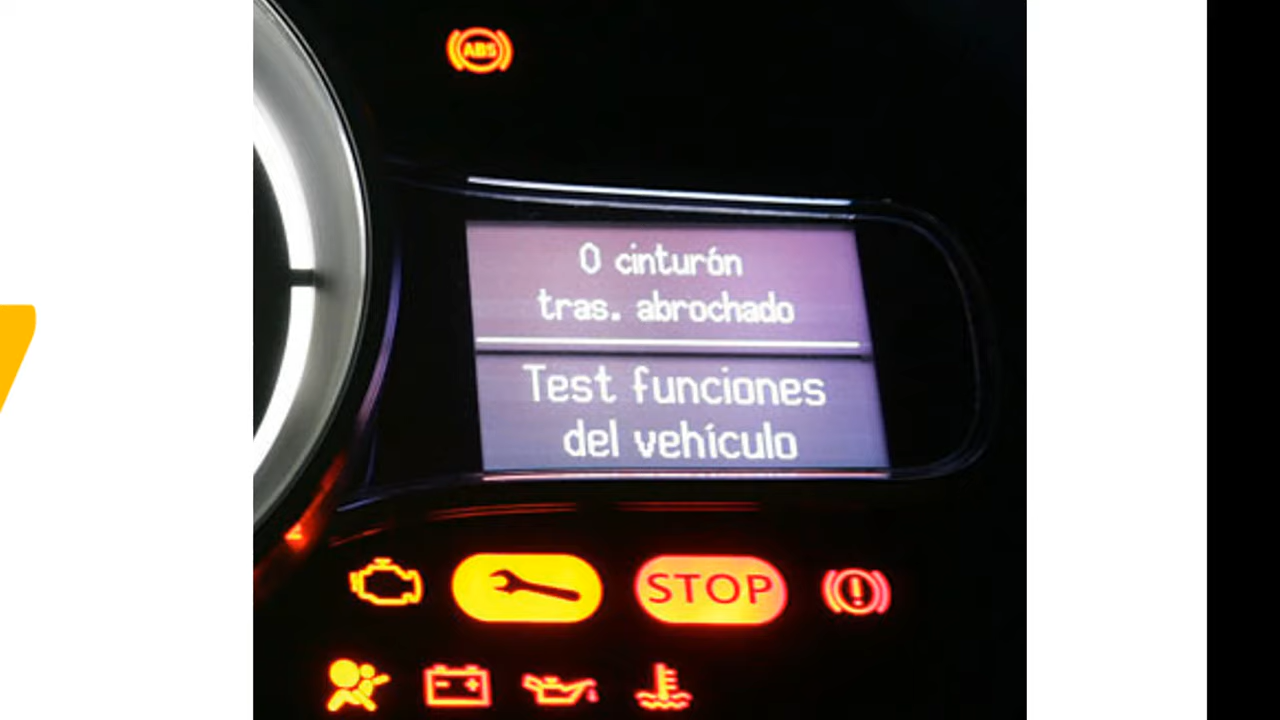 ABS
0 cinturón
tras. abrochado
Test funciones
del vehículo
STOP